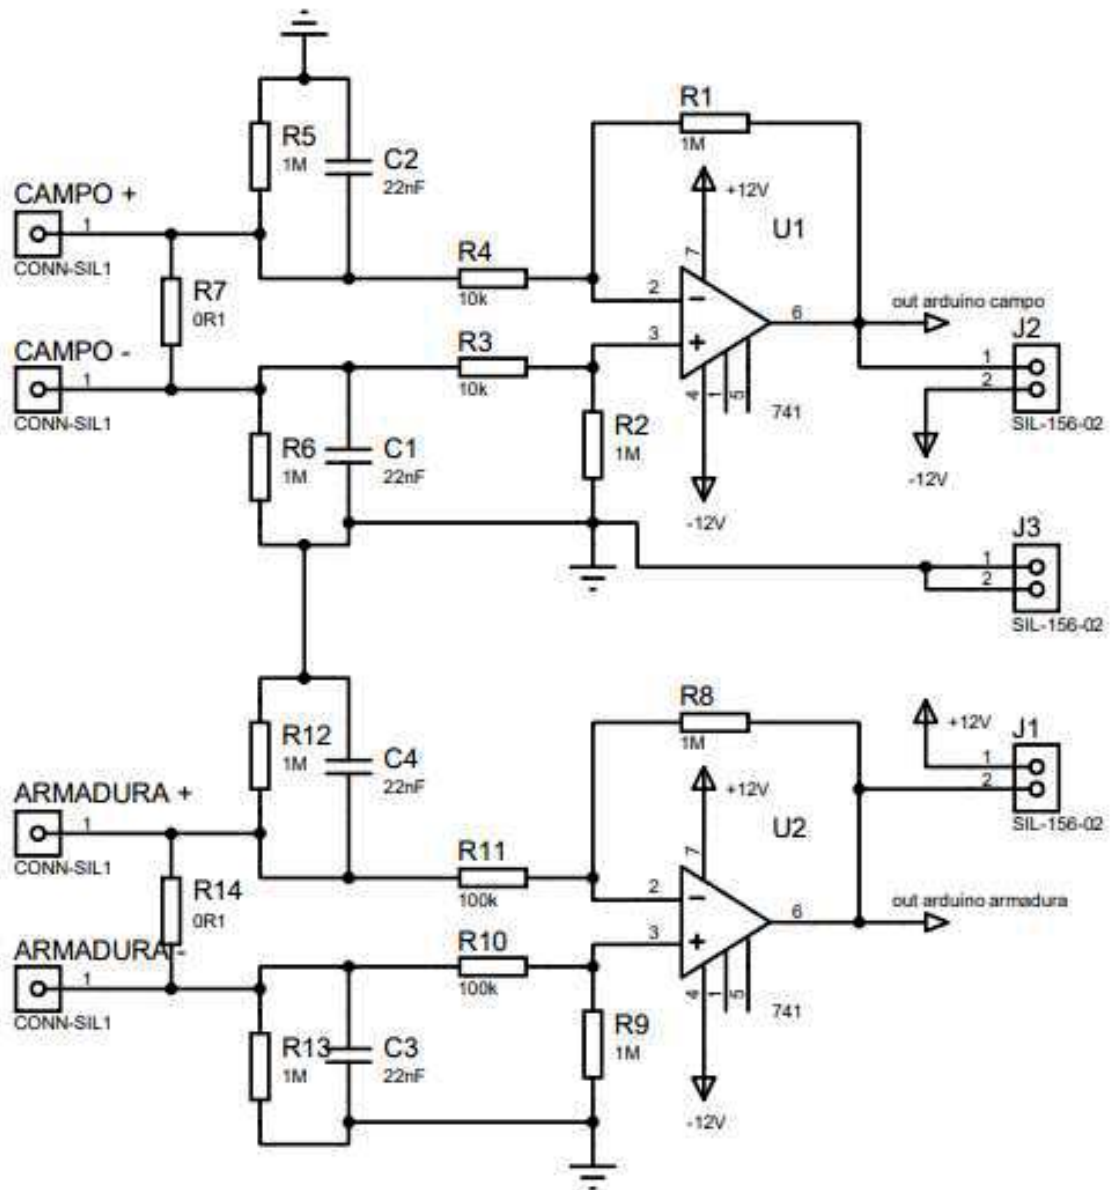 R1
1M
R5
1M
C2
22nF
+12V
CAMPO +
1
CONN-SIL1
7
U1
R4
10k
R7
0R1
2
3
6
out arduino campo
J2
1
2
SIL-156-02
CAMPO -
1
CONN-SIL1
R3
10k
4
1
5
741
R6
1M
C1
22nF
R2
1M
-12V
-12V
J3
1
2
SIL-156-02
R8
1M
R12
1M
C4
22nF
+12V
+12V
J1
1
2
SIL-156-02
ARMADURA +
1
CONN-SIL1
7
U2
R11
100k
R14
0R1
2
3
6
out arduino armadura
ARMADURA -
1
CONN-SIL1
R10
100k
4
1
5
741
R13
1M
C3
22nF
R9
1M
-12V